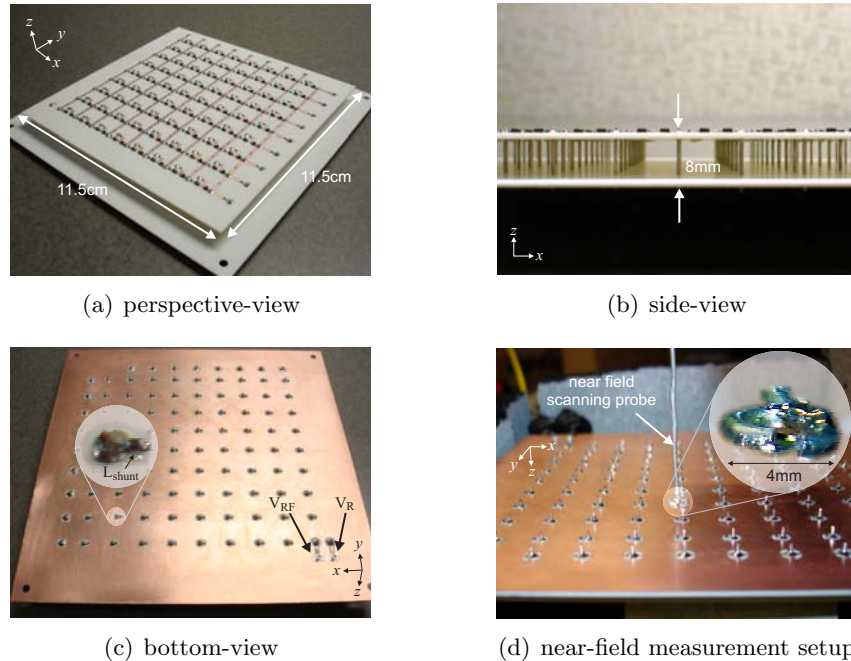 z
y
x
11.5cm
11.5cm
(a) perspective-view
8mm
z
x
(b) side-view
L_shunt
V_RF
V_R
y
x
z
(c) bottom-view
near field
scanning probe
x
y
z
4mm
(d) near-field measurement setup